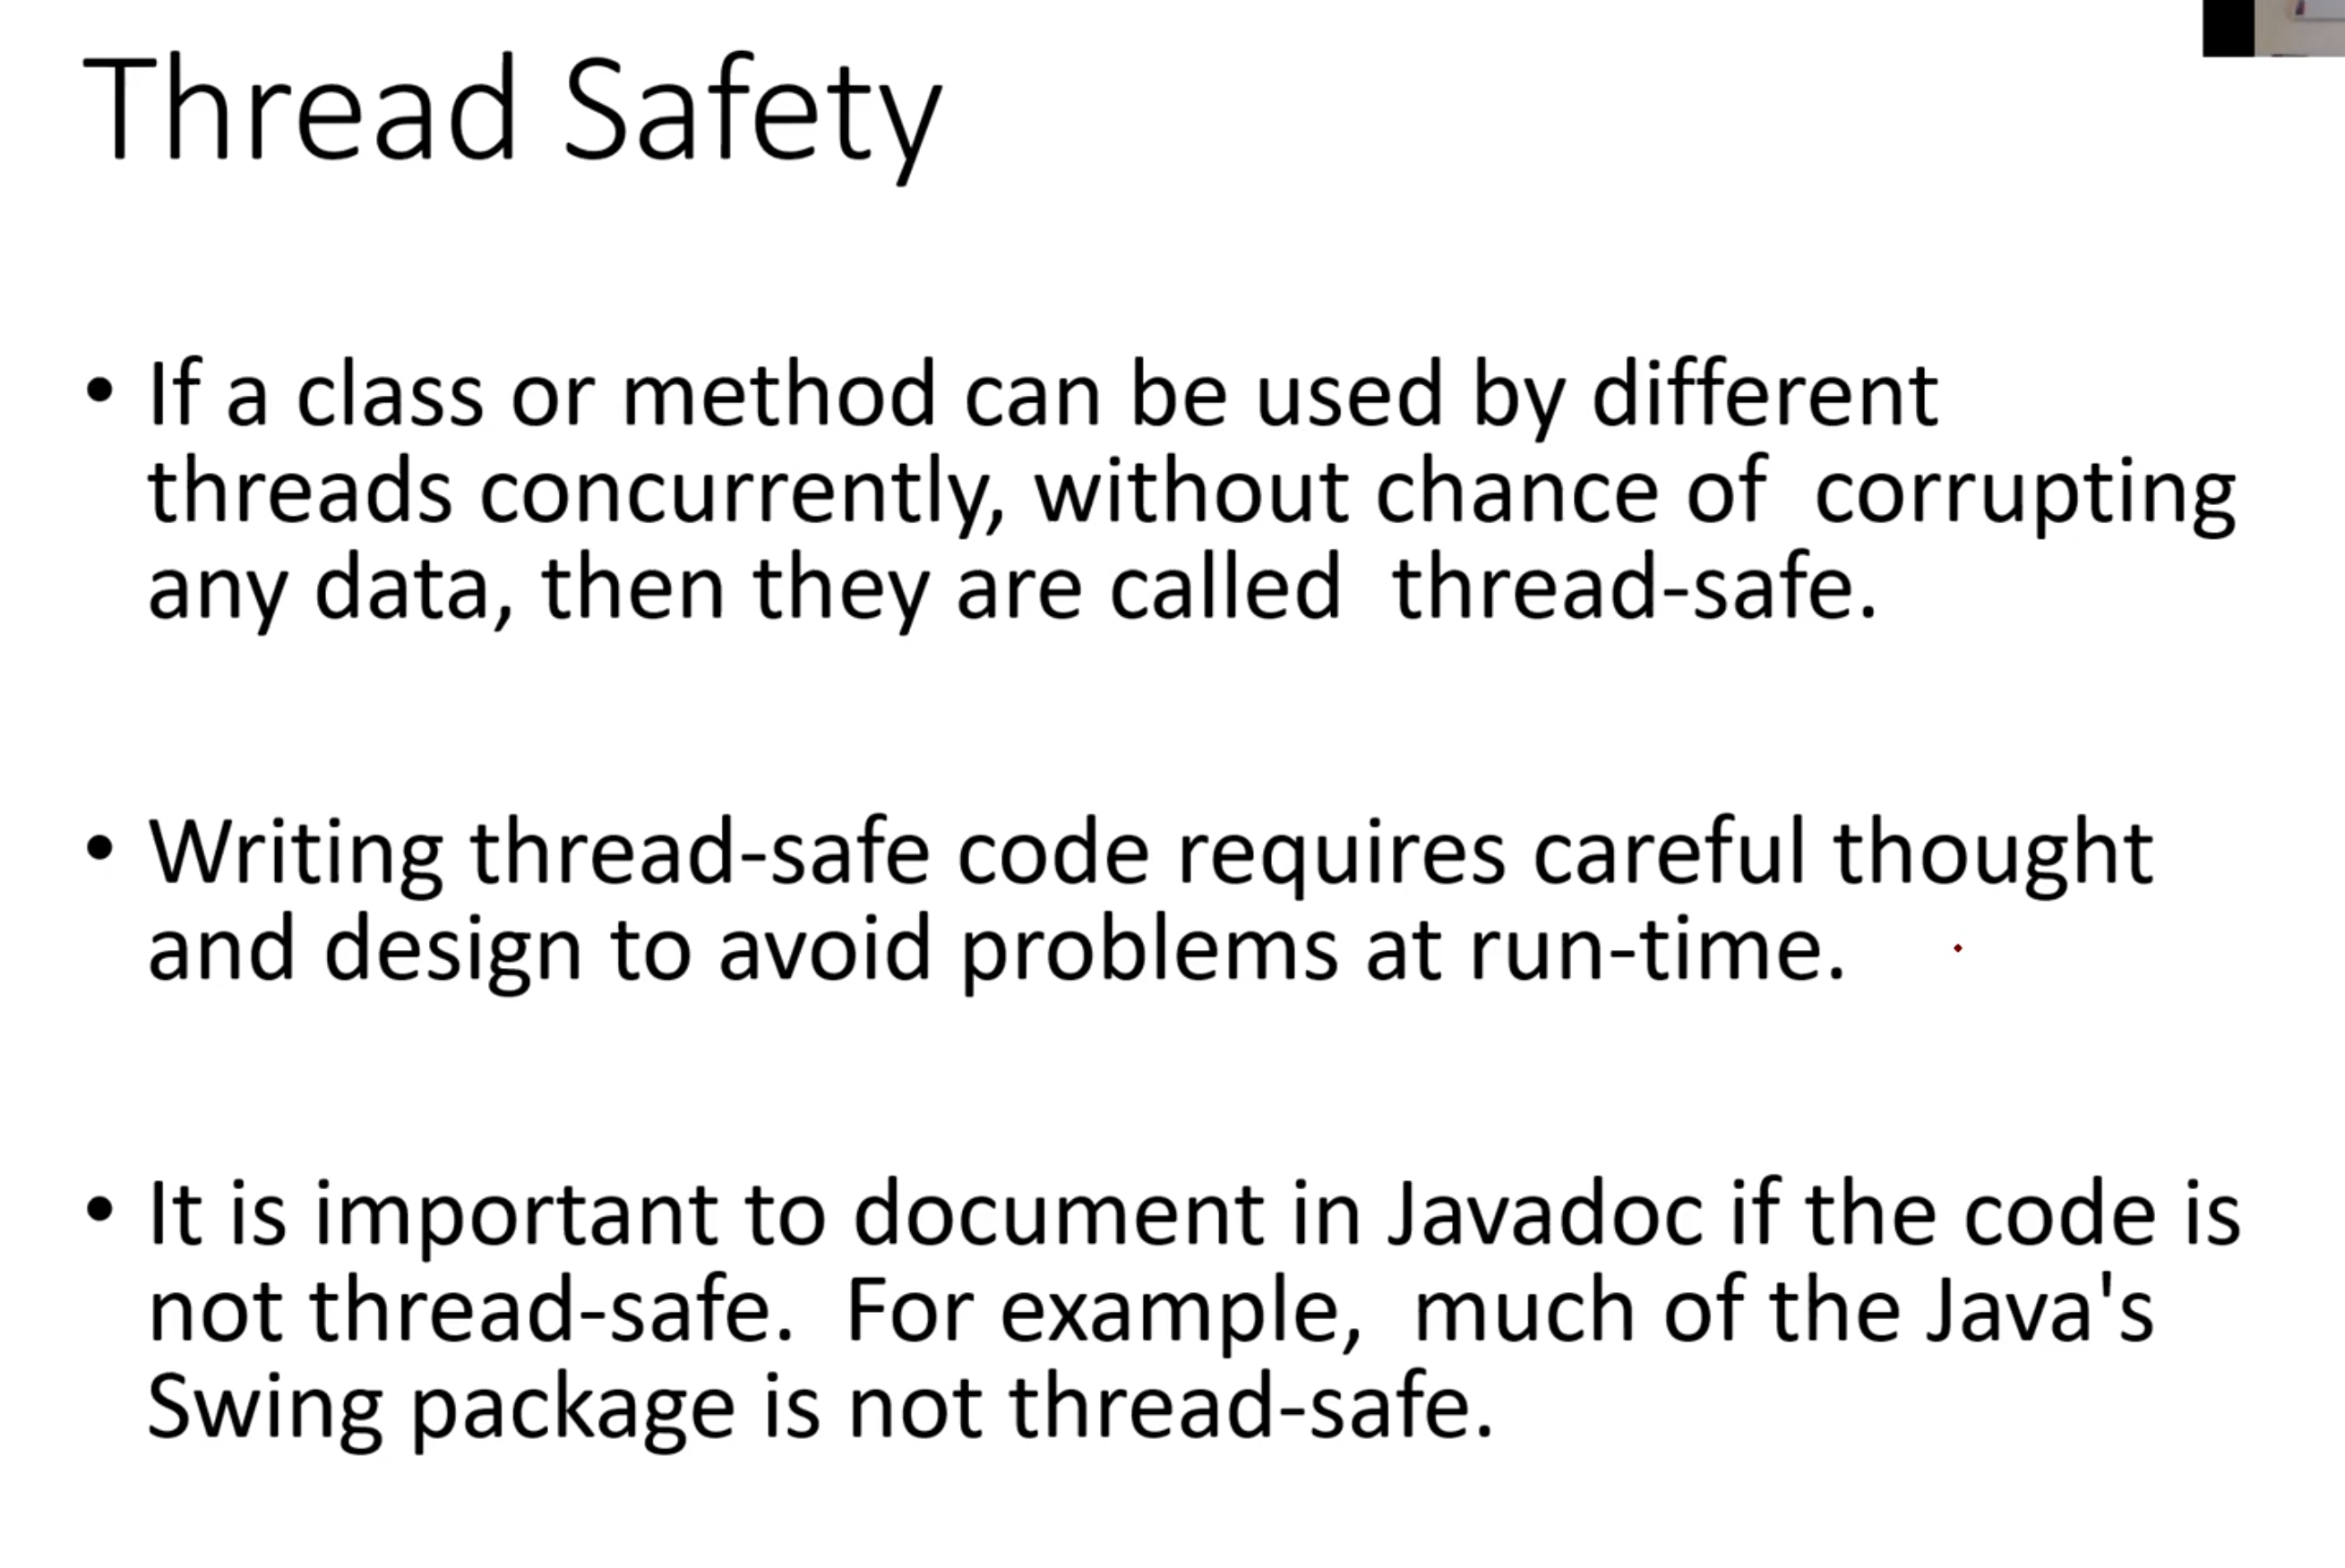 Thread Safety
• If a class or method can be used by different
threads concurrently, without chance of  corrupting
any data, then they are called  thread-safe.
• Writing thread-safe code requires careful thought
and design to avoid problems at run-time.
• It is important to document in Javadoc if the code is
not thread-safe.  For example,  much of the Java's
Swing package is not thread-safe.